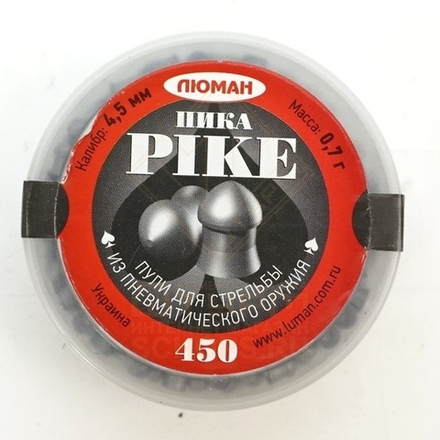 ЛЮМАН
Калибр: 4,5 мм
Масса: 0,7 г
ПИКА
PIKE
ПУЛИ ДЛЯ СТРЕЛЬБЫ
ИЗ ПНЕВМАТИЧЕСКОГО ОРУЖИЯ
Украина
450
www.luman.com.ru